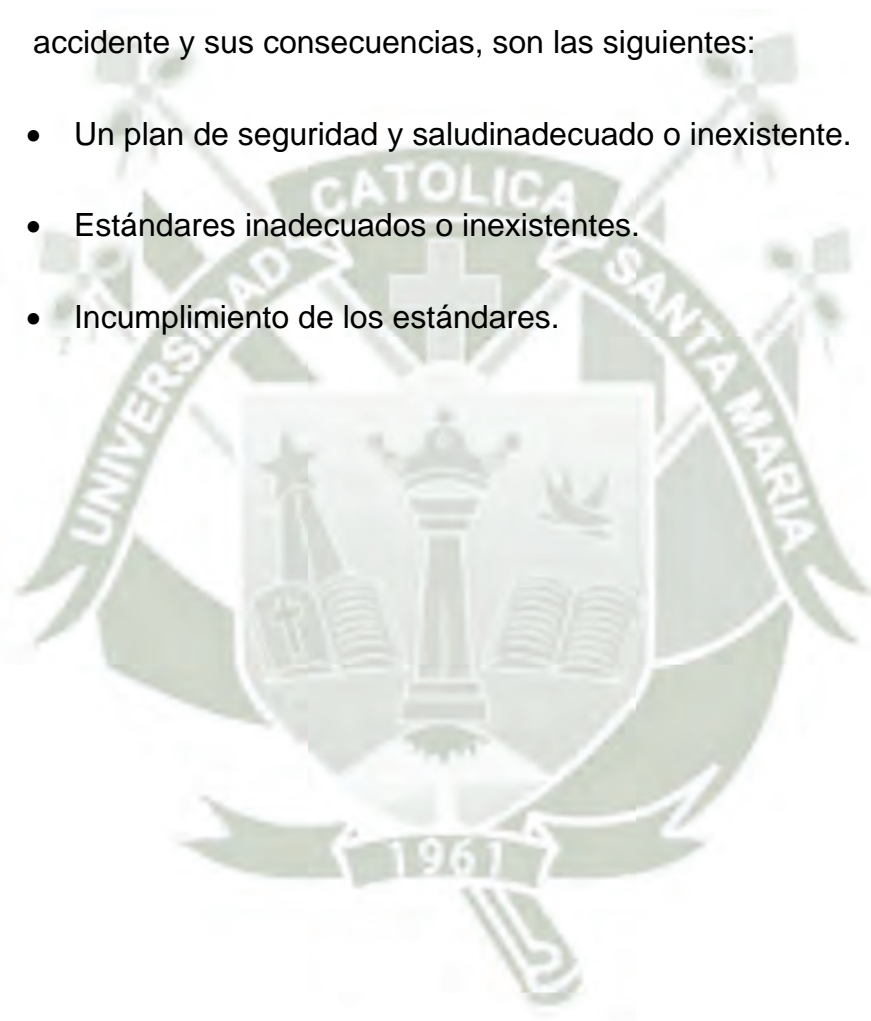 accidente y sus consecuencias, son las siguientes:
• Un plan de seguridad y saludinadecuado o inexistente.
• Estándares inadecuados o inexistentes.
• Incumplimiento de los estándares.
UNIVERSIDAD CATOLICA SANTA MARIA
1961